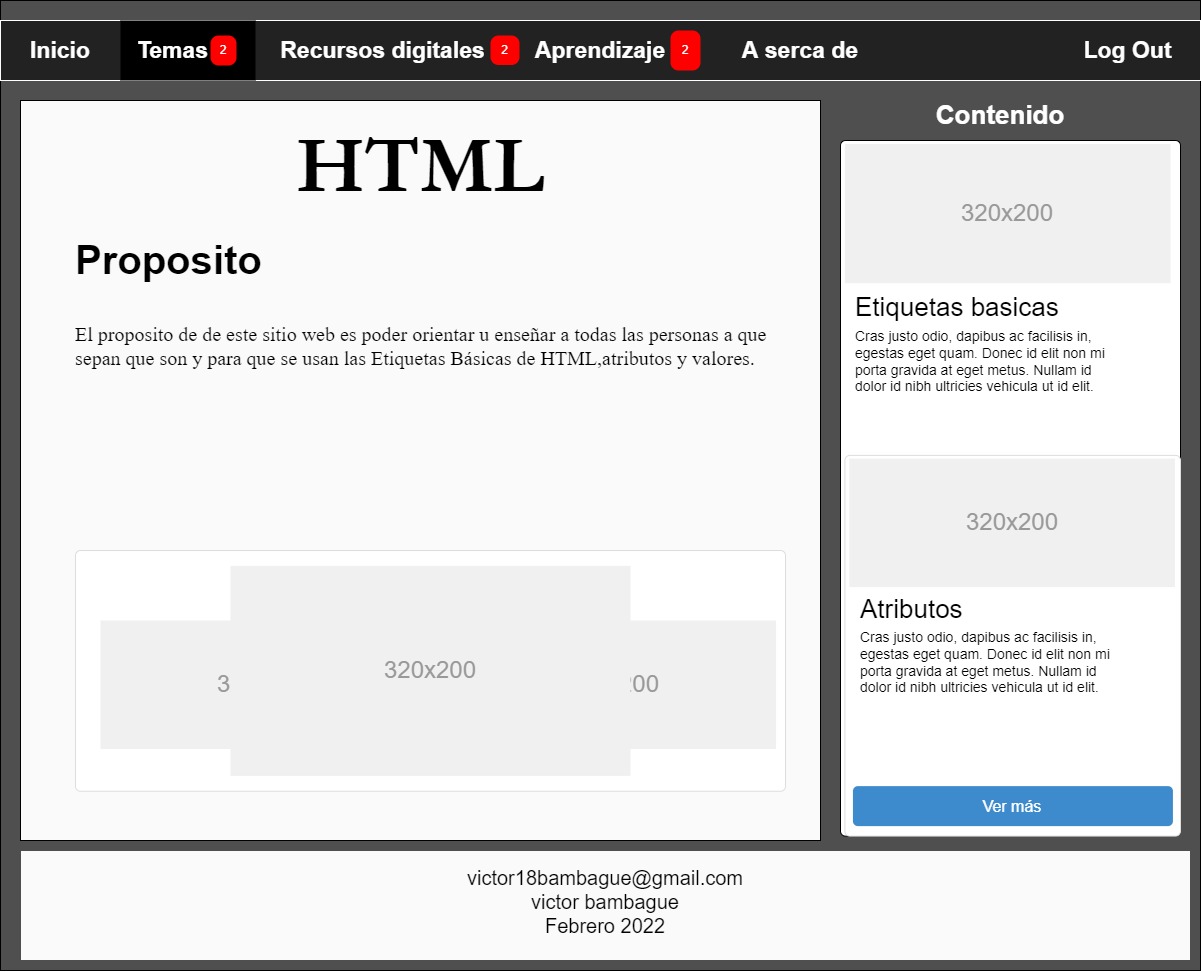 Inicio Temas 2 Recursos digitales 2 Aprendizaje 2 A serca de Log Out
HTML
Proposito
El proposito de de este sitio web es poder orientar u enseñar a todas las personas a que
sepan que son y para que se usan las Etiquetas Básicas de HTML,atributos y valores.
3 320x200 200
Contenido
320x200
Etiquetas basicas
Cras justo odio, dapibus ac facilisis in,
egestas eget quam. Donec id elit non mi
porta gravida at eget metus. Nullam id
dolor id nibh ultricies vehicula ut id elit.
320x200
Atributos
Cras justo odio, dapibus ac facilisis in,
egestas eget quam. Donec id elit non mi
porta gravida at eget metus. Nullam id
dolor id nibh ultricies vehicula ut id elit.
Ver más
victor18bambague@gmail.com
victor bambague
Febrero 2022